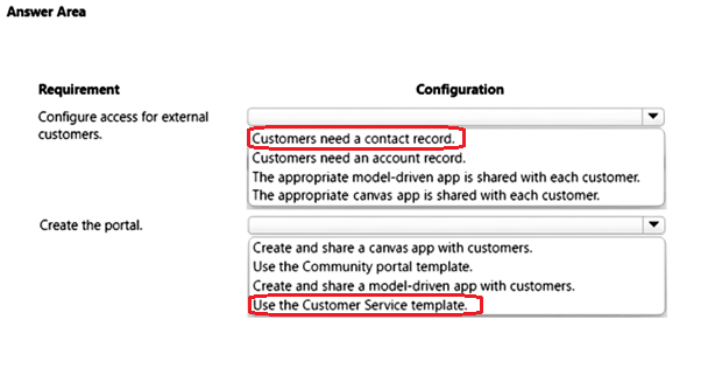 Answer Area
Requirement Configuration
Configure access for external
customers.
Customers need a contact record.
Customers need an account record.
The appropriate model-driven app is shared with each customer.
The appropriate canvas app is shared with each customer.
Create the portal.
Create and share a canvas app with customers.
Use the Community portal template.
Create and share a model-driven app with customers.
Use the Customer Service template.